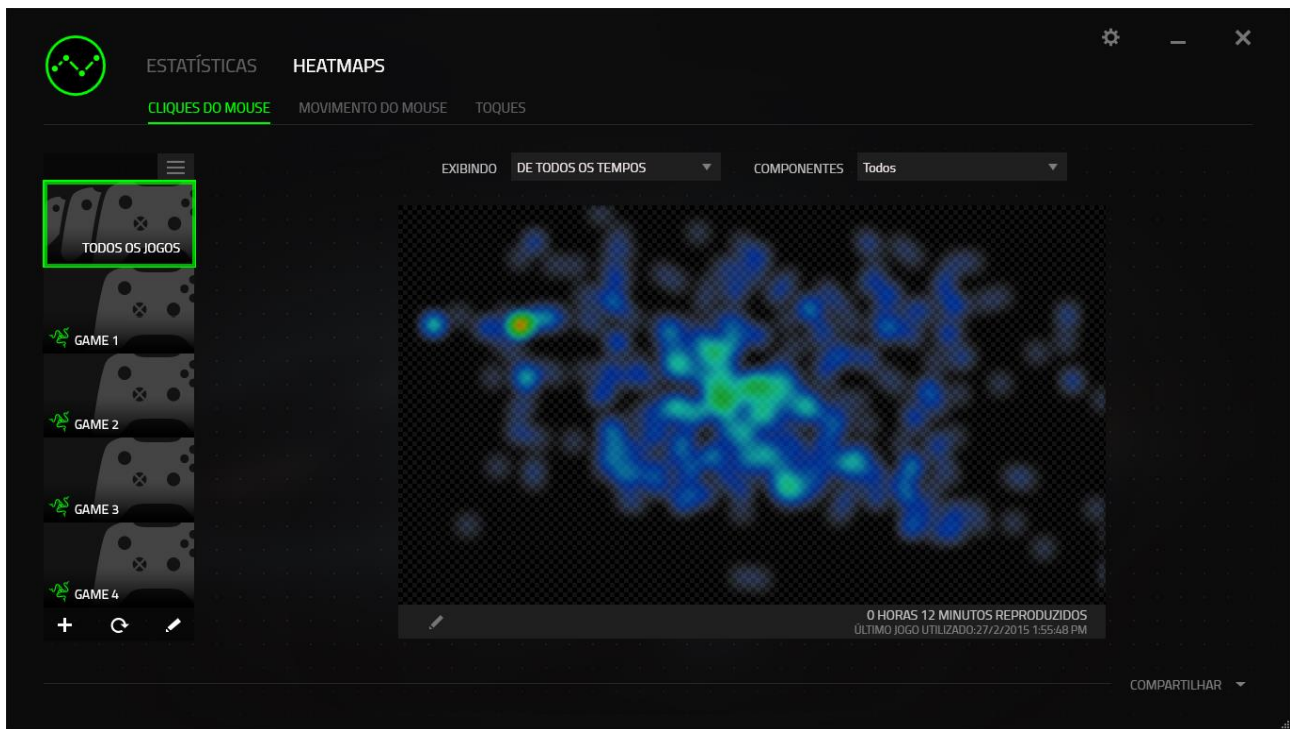 ESTATÍSTICAS HEATMAPS
CLIQUES DO MOUSE MOVIMENTO DO MOUSE TOQUES
EXIBINDO DE TODOS OS TEMPOS COMPONENTES Todos
TODOS OS JOGOS
GAME 1
GAME 2
GAME 3
GAME 4
0 HORAS 12 MINUTOS REPRODUZIDOS
ÚLTIMO JOGO UTILIZADO:27/2/2015 1:55:48 PM
COMPARTILHAR